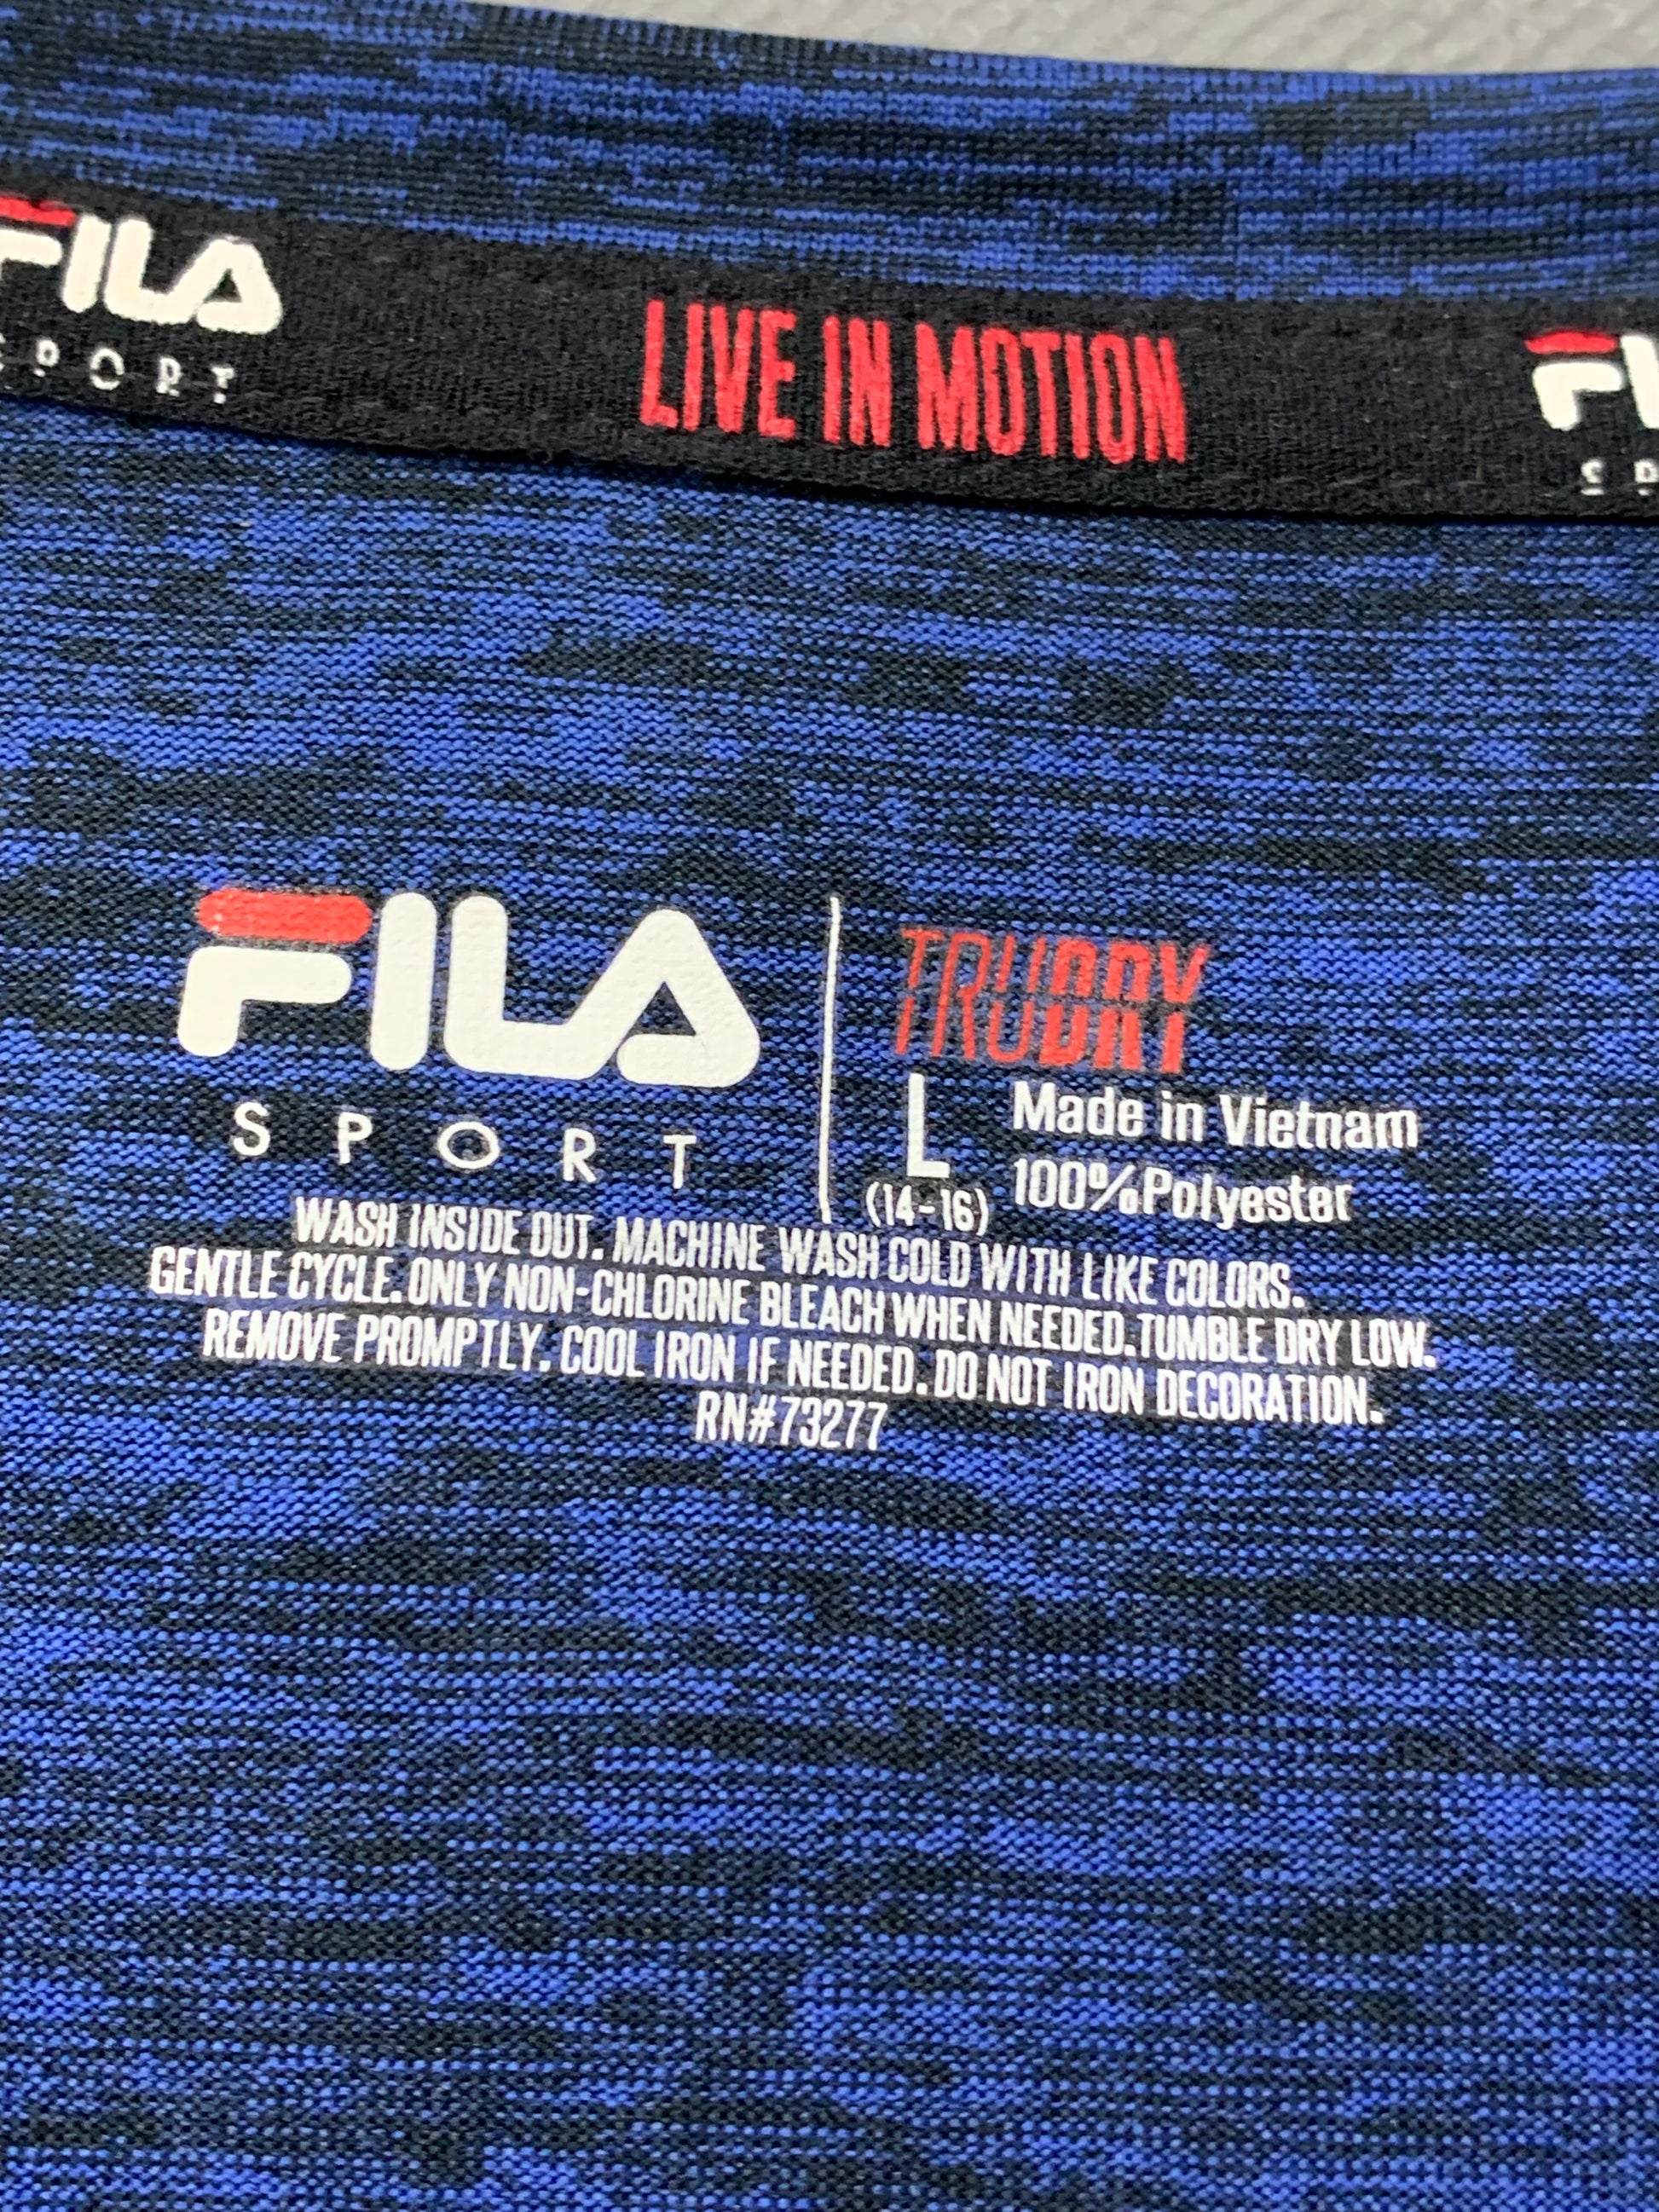 FILA
SPORT
LIVE IN MOTION
FILA
SPORT
TRUDRY
L
(14-16)
Made in Vietnam
100%Polyester
WASH INSIDE OUT. MACHINE WASH COLD WITH LIKE COLORS.
GENTLE CYCLE. ONLY NON-CHLORINE BLEACH WHEN NEEDED. TUMBLE DRY LOW.
REMOVE PROMPTLY. COOL IRON IF NEEDED. DO NOT IRON DECORATION.
RN#73277